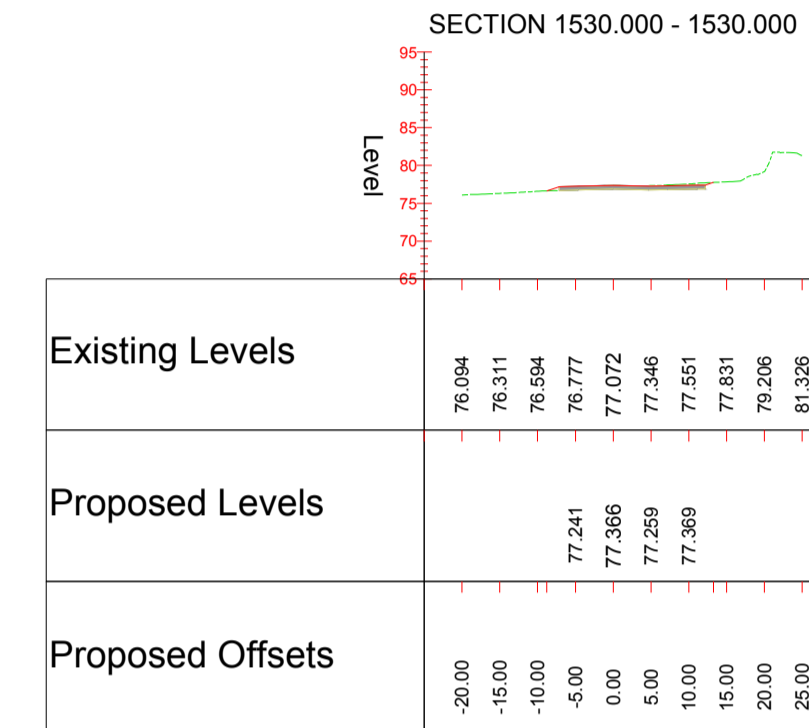 SECTION 1530.000 - 1530.000
Level
95
90
85
80
75
70
65
Existing Levels
76.094 76.311 76.594 76.777 77.072 77.346 77.551 77.831 79.206 81.326
Proposed Levels
77.241 77.366 77.259 77.369
Proposed Offsets
-20.00 -15.00 -10.00 -5.00 0.00 5.00 10.00 15.00 20.00 25.00